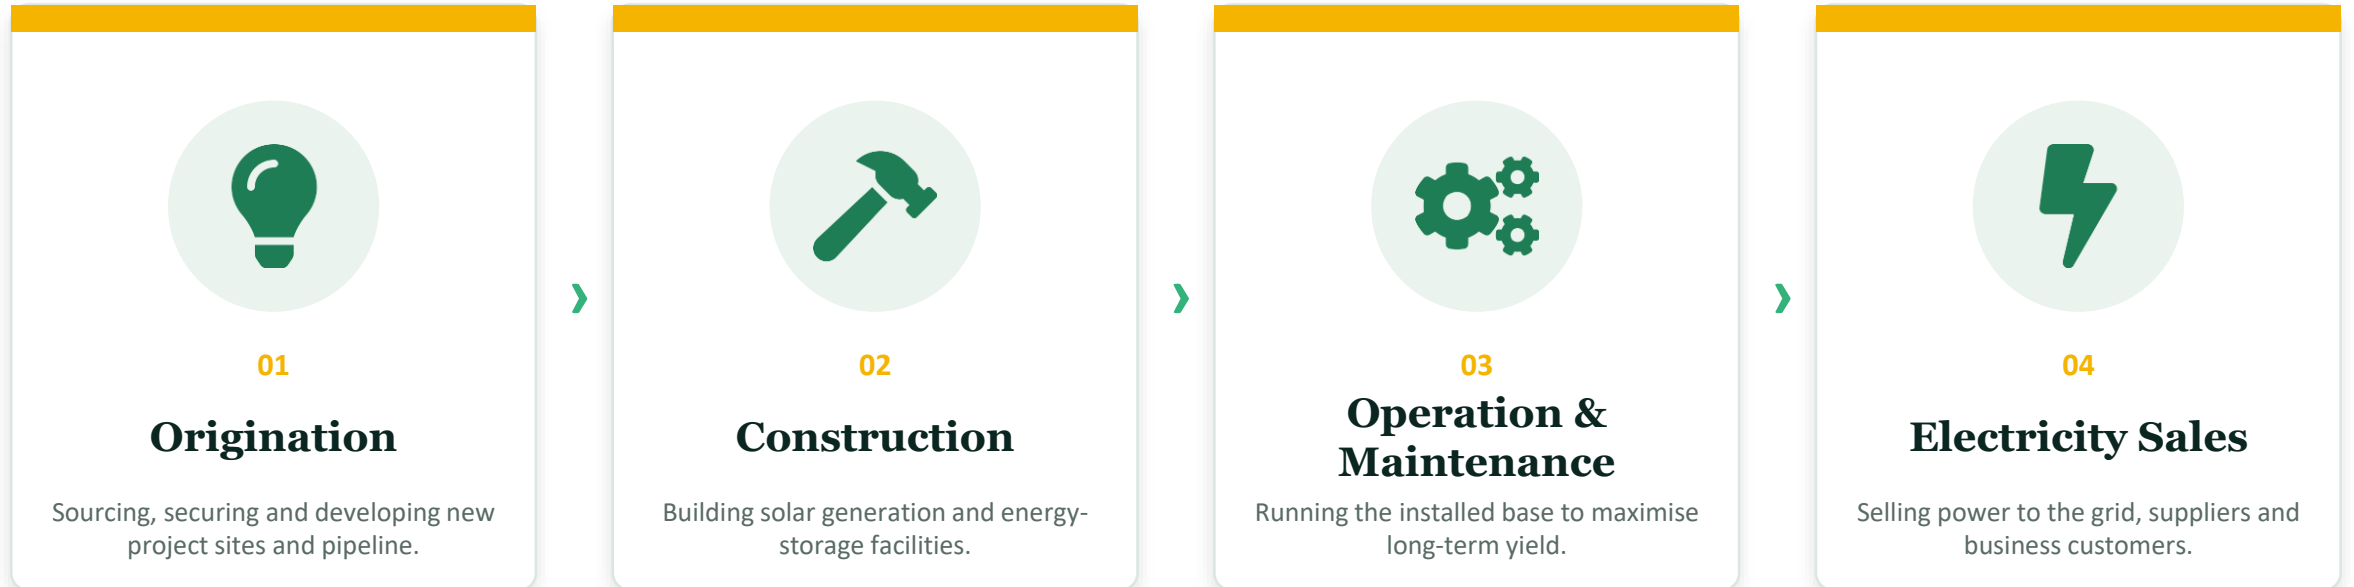 01
Origination
Sourcing, securing and developing new
project sites and pipeline.
02
Construction
Building solar generation and energy-
storage facilities.
03
Operation &
Maintenance
Running the installed base to maximise
long-term yield.
04
Electricity Sales
Selling power to the grid, suppliers and
business customers.